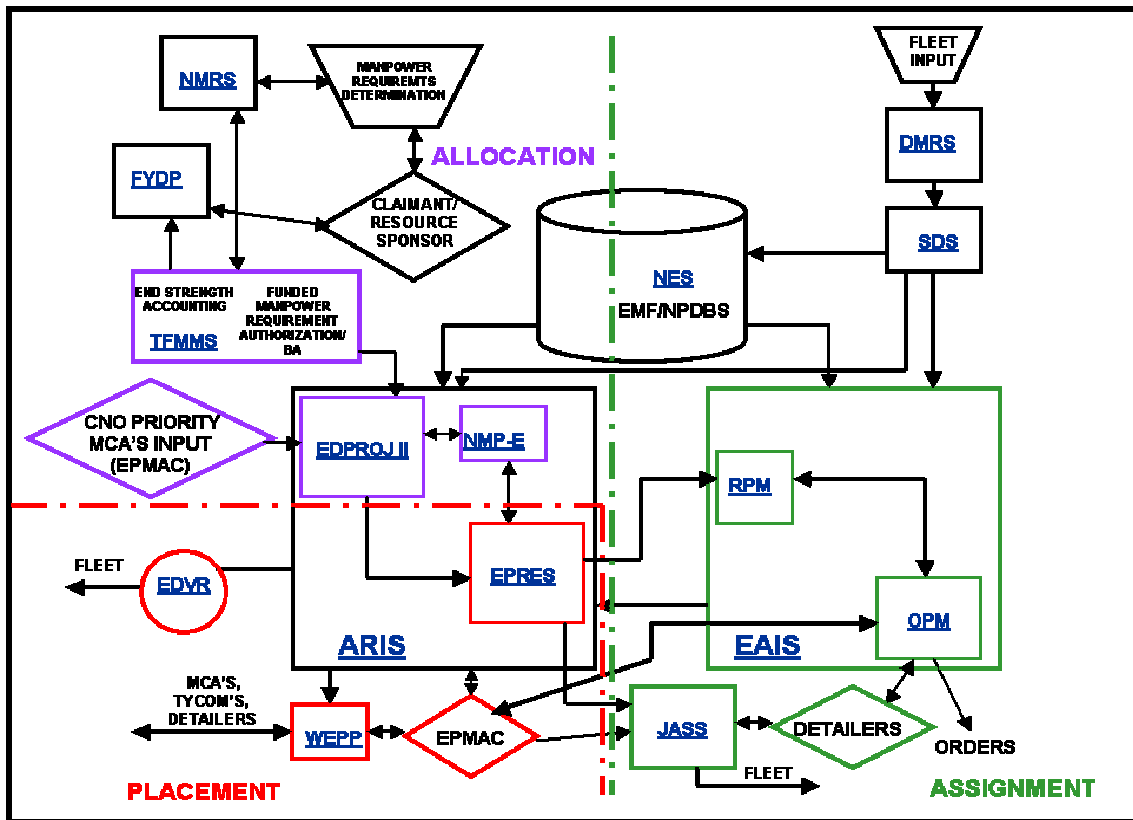 FLEET
INPUT
NMRS
MANPOWER
REQUIREMTS
DETERMINATION
DMRS
ALLOCATION
FYDP
CLAIMANT/
RESOURCE
SPONSOR
SDS
NES
EMF/NPDBS
END STRENGTH
ACCOUNTING
TFMMS
FUNDED
MANPOWER
REQUIREMENT
AUTHORIZATION/
BA
CNO PRIORITY
MCA'S INPUT
(EPMAC)
EDPROJ II
NMP-E
RPM
FLEET
EDVR
EPRES
OPM
ARIS
EAIS
MCA'S,
TYCOM'S,
DETAILERS
WEPP
EPMAC
JASS
DETAILERS
ORDERS
FLEET
PLACEMENT
ASSIGNMENT